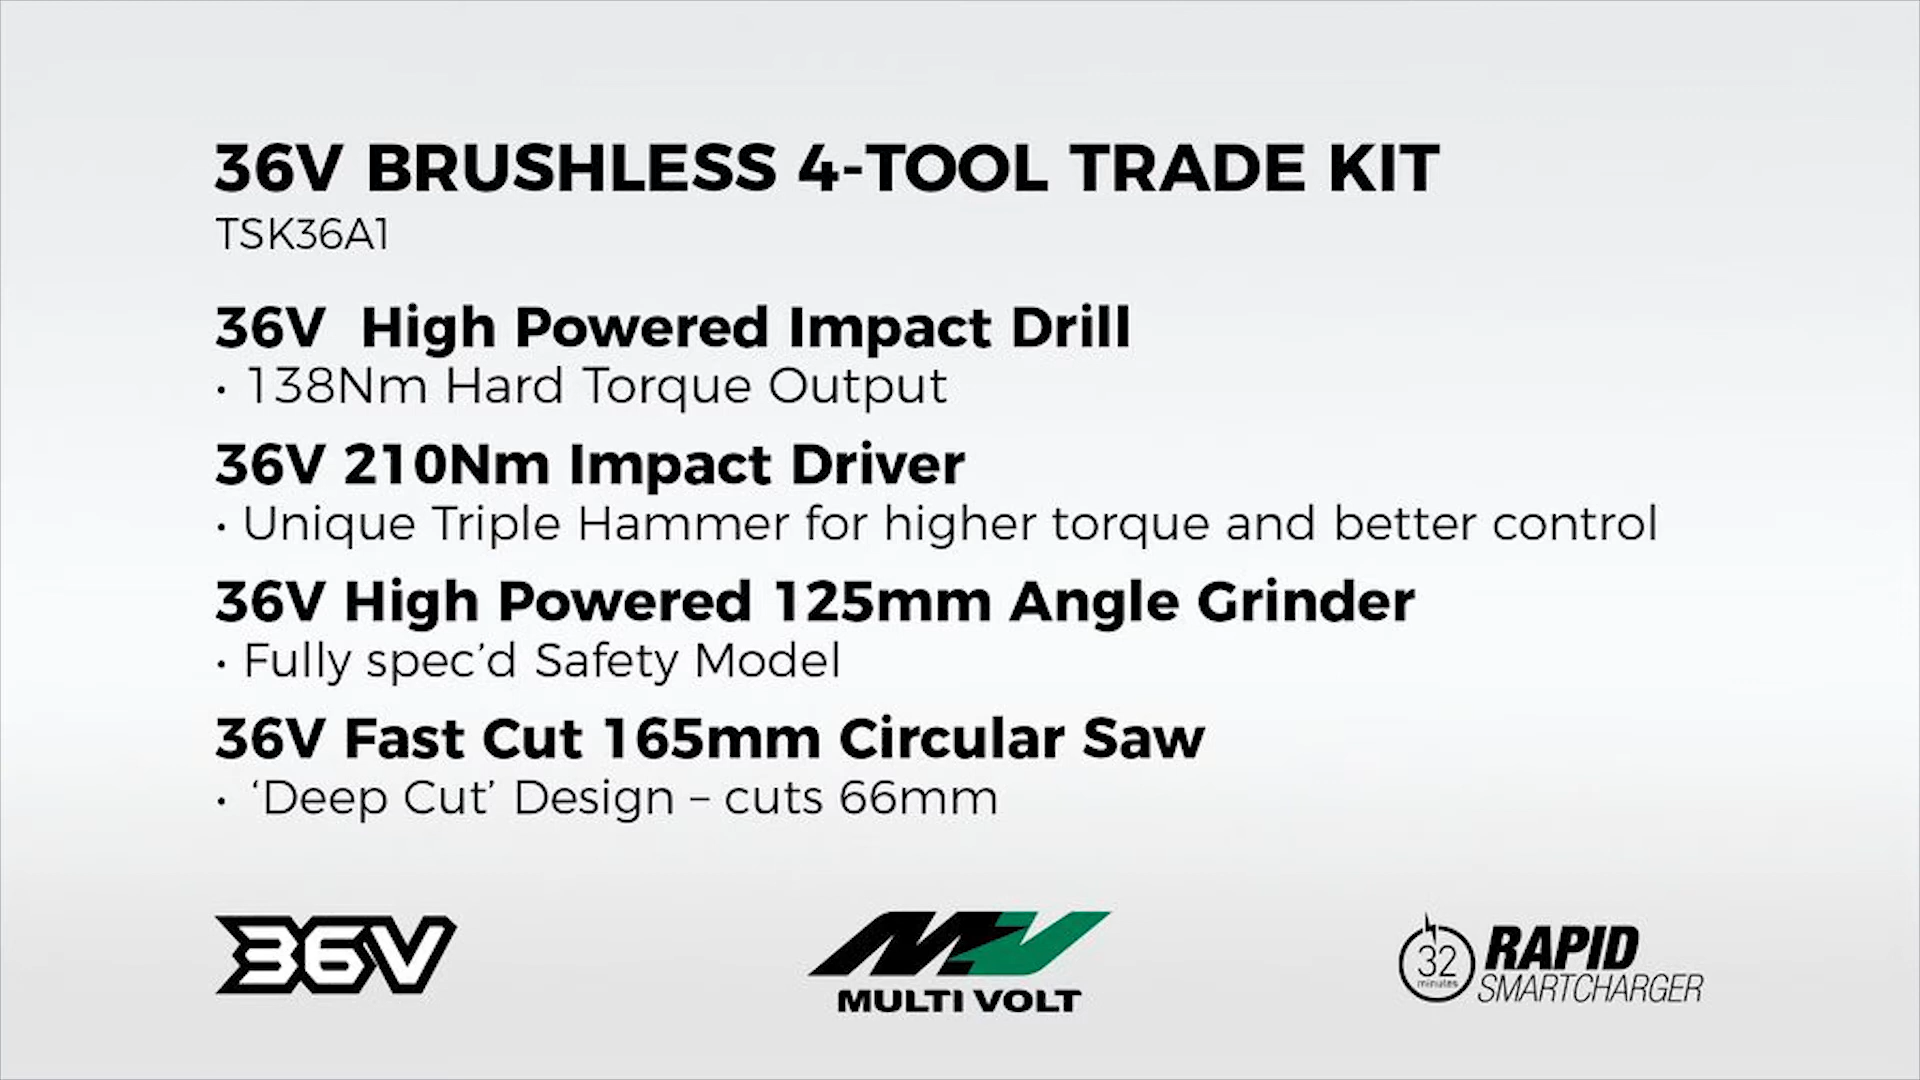 36V BRUSHLESS 4-TOOL TRADE KIT
TSK36A1
36V High Powered Impact Drill
• 138Nm Hard Torque Output
36V 210Nm Impact Driver
• Unique Triple Hammer for higher torque and better control
36V High Powered 125mm Angle Grinder
• Fully spec’d Safety Model
36V Fast Cut 165mm Circular Saw
• ‘Deep Cut’ Design – cuts 66mm
36V
MV
MULTI VOLT
32
minutes
RAPID
SMARTCHARGER